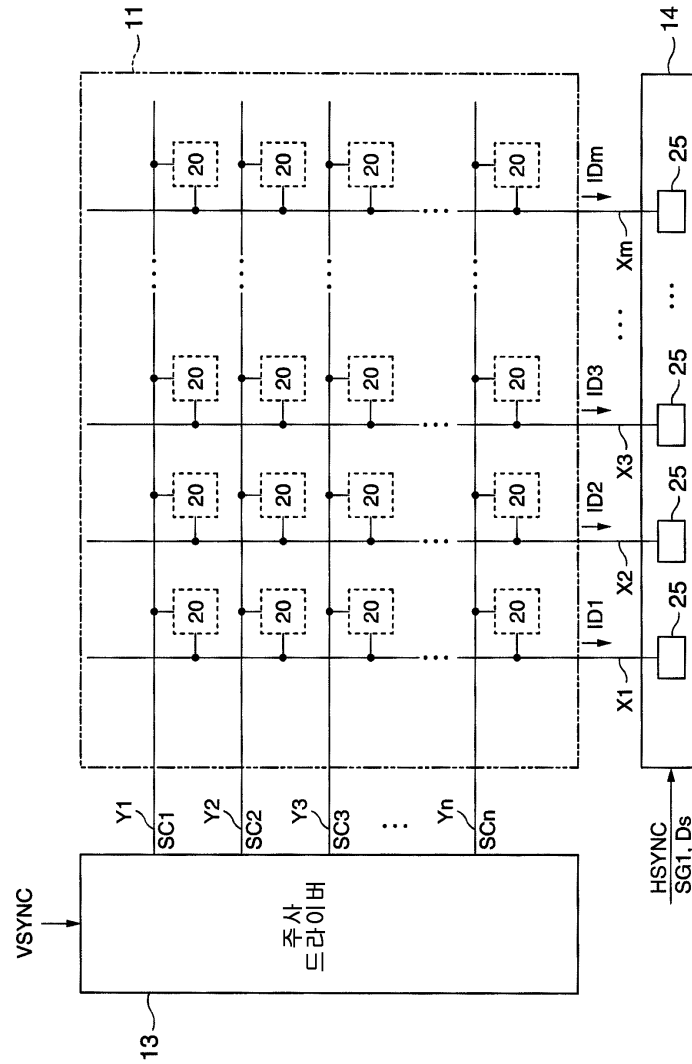 VSYNC
11
13
주사
드라이버
Y1
SC1
20 20 20 ... 20
Y2
SC2
20 20 20 ... 20
Y3
SC3
20 20 20 ... 20
...
Yn
SCn
20 20 20 ... 20
ID1 ID2 ID3 IDm
X1 X2 X3 ... Xm
HSYNC
SG1, Ds
25 25 25 ... 25
14